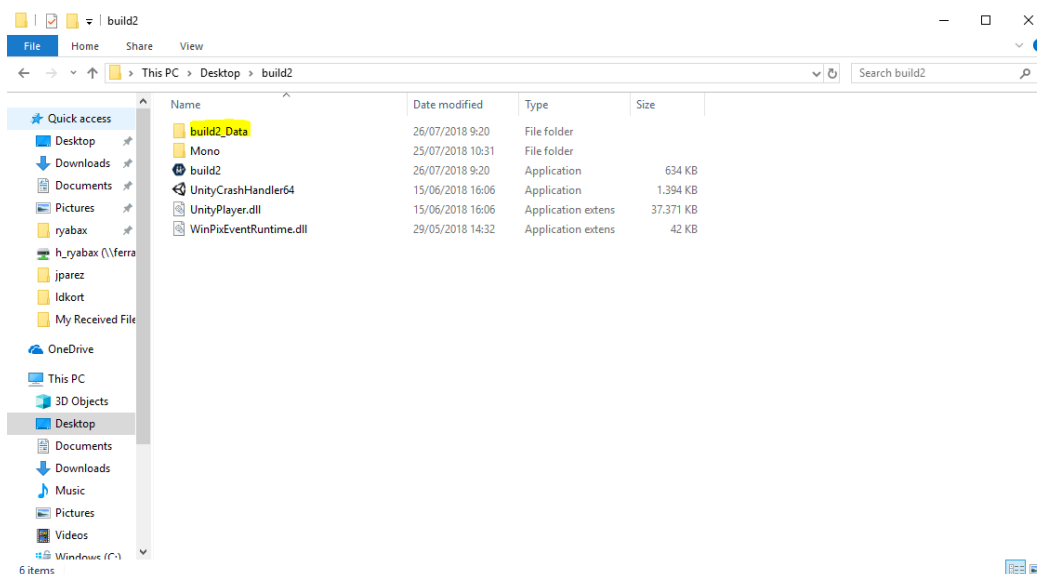 build2
File Home Share View
This PC > Desktop > build2 Search build2
Name Date modified Type Size
Quick access
Desktop
Downloads
Documents
Pictures
ryabax
h_ryabax (\\ferra
jparez
ldkort
My Received File
OneDrive
This PC
3D Objects
Desktop
Documents
Downloads
Music
Pictures
Videos
Windows (C:)
build2_Data 26/07/2018 9:20 File folder
Mono 25/07/2018 10:31 File folder
build2 26/07/2018 9:20 Application 634 KB
UnityCrashHandler64 15/06/2018 16:06 Application 1.394 KB
UnityPlayer.dll 15/06/2018 16:06 Application extens 37.371 KB
WinPixEventRuntime.dll 29/05/2018 14:32 Application extens 42 KB
6 items